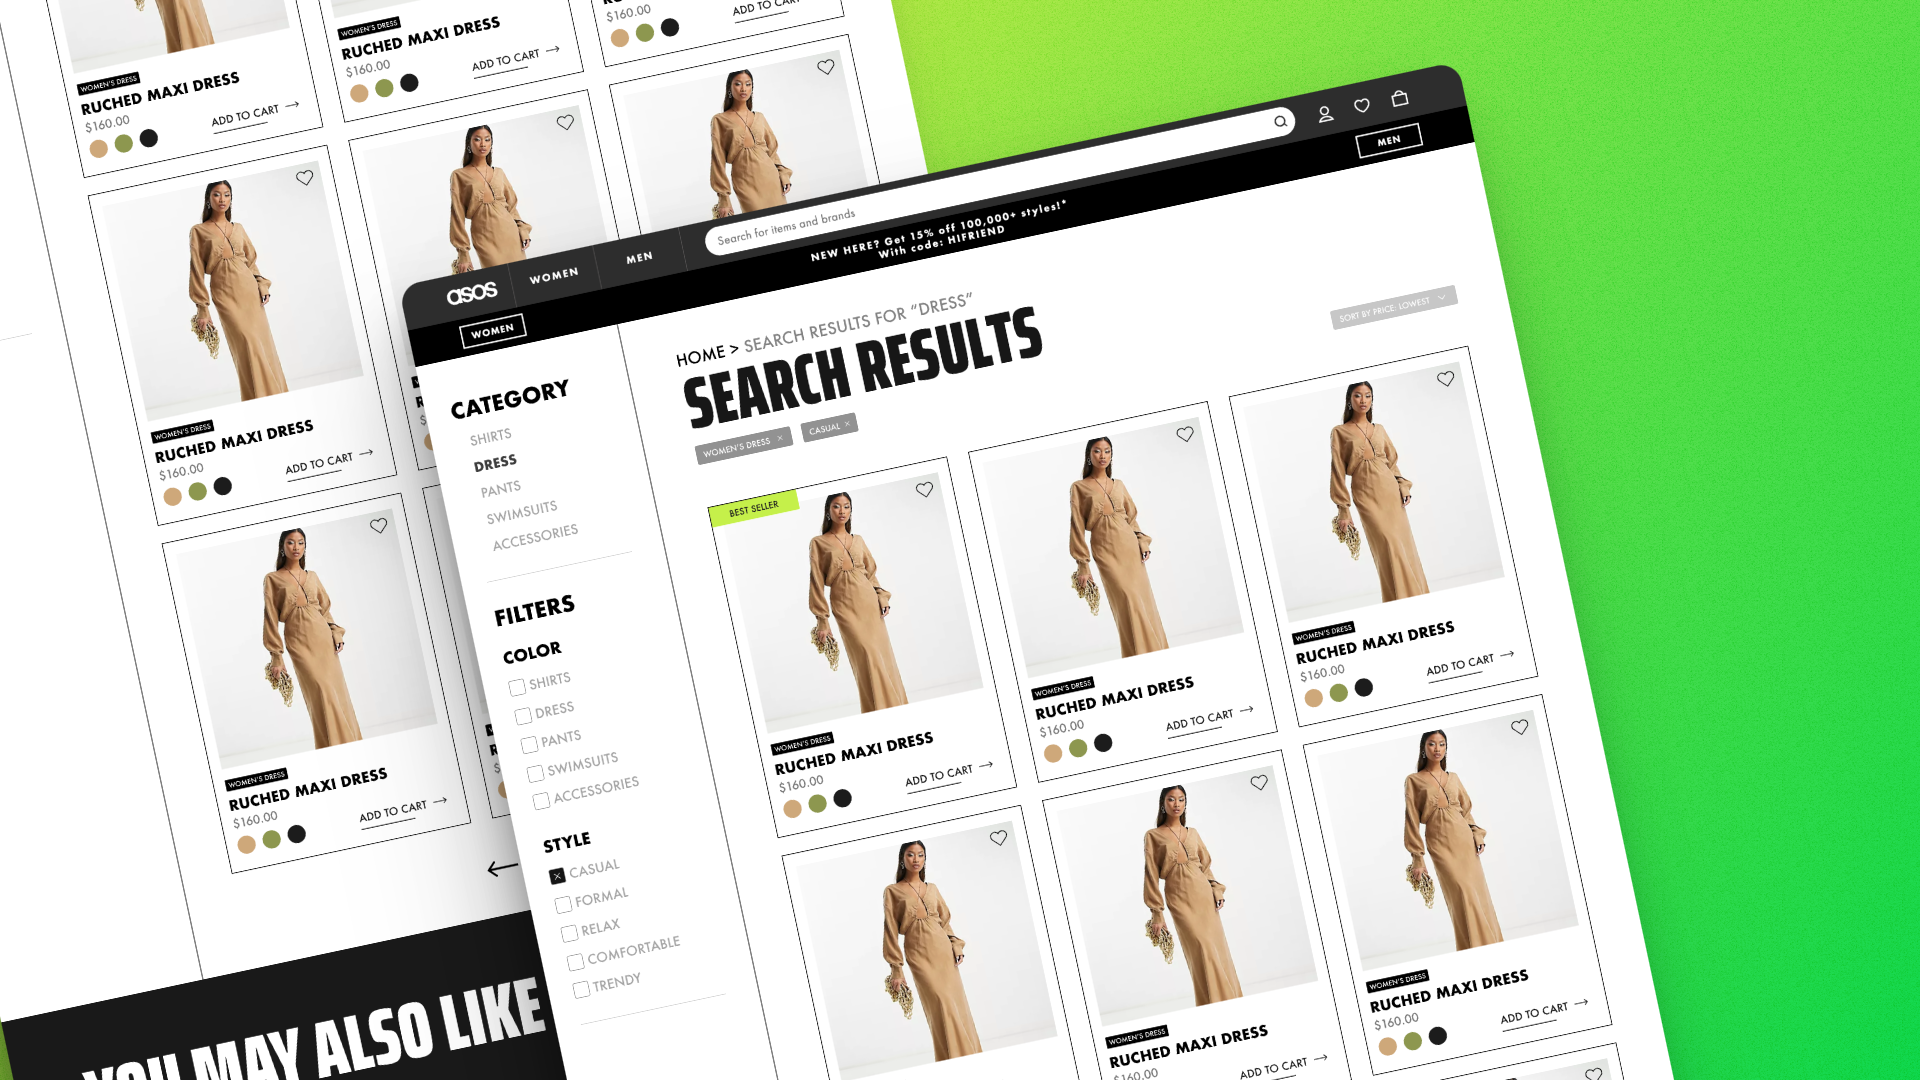 WOMEN'S DRESS
RUCHED MAXI DRESS
$160.00
ADD TO CART
WOMEN'S DRESS
RUCHED MAXI DRESS
$160.00
ADD TO CART
$160.00
ADD TO CART
WOMEN'S DRESS
RUCHED MAXI DRESS
$160.00
ADD TO CART
WOMEN'S DRESS
RUCHED MAXI DRESS
$160.00
ADD TO CART
YOU MAY ALSO LIKE
asos
WOMEN
MEN
Search for items and brands
WOMEN
NEW HERE? Get 15% off 100,000+ styles!*
With code: HIFRIEND
MEN
CATEGORY
SHIRTS
DRESS
PANTS
SWIMSUITS
ACCESSORIES
FILTERS
COLOR
SHIRTS
DRESS
PANTS
SWIMSUITS
ACCESSORIES
STYLE
CASUAL
FORMAL
RELAX
COMFORTABLE
TRENDY
HOME > SEARCH RESULTS FOR “DRESS”
SEARCH RESULTS
WOMEN'S DRESS ×
CASUAL ×
SORT BY PRICE: LOWEST
BEST SELLER
WOMEN'S DRESS
RUCHED MAXI DRESS
$160.00
ADD TO CART
WOMEN'S DRESS
RUCHED MAXI DRESS
$160.00
ADD TO CART
WOMEN'S DRESS
RUCHED MAXI DRESS
$160.00
ADD TO CART
WOMEN'S DRESS
RUCHED MAXI DRESS
$160.00
ADD TO CART
WOMEN'S DRESS
RUCHED MAXI DRESS
$160.00
ADD TO CART